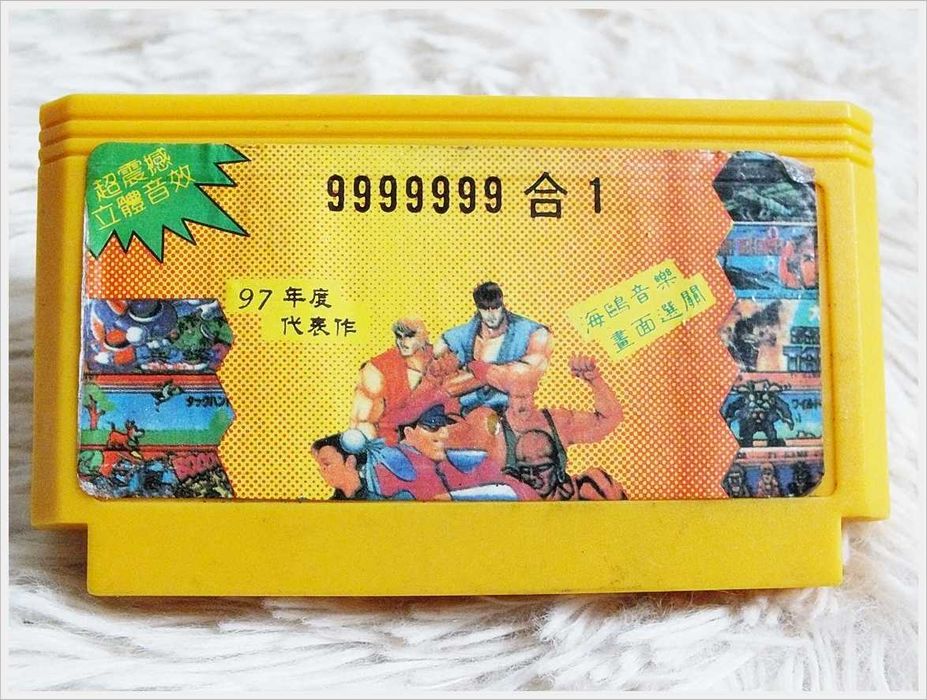 超震撼
立體音效
9999999 合 1
97 年度
代表作
海鷗音樂
畫面選關